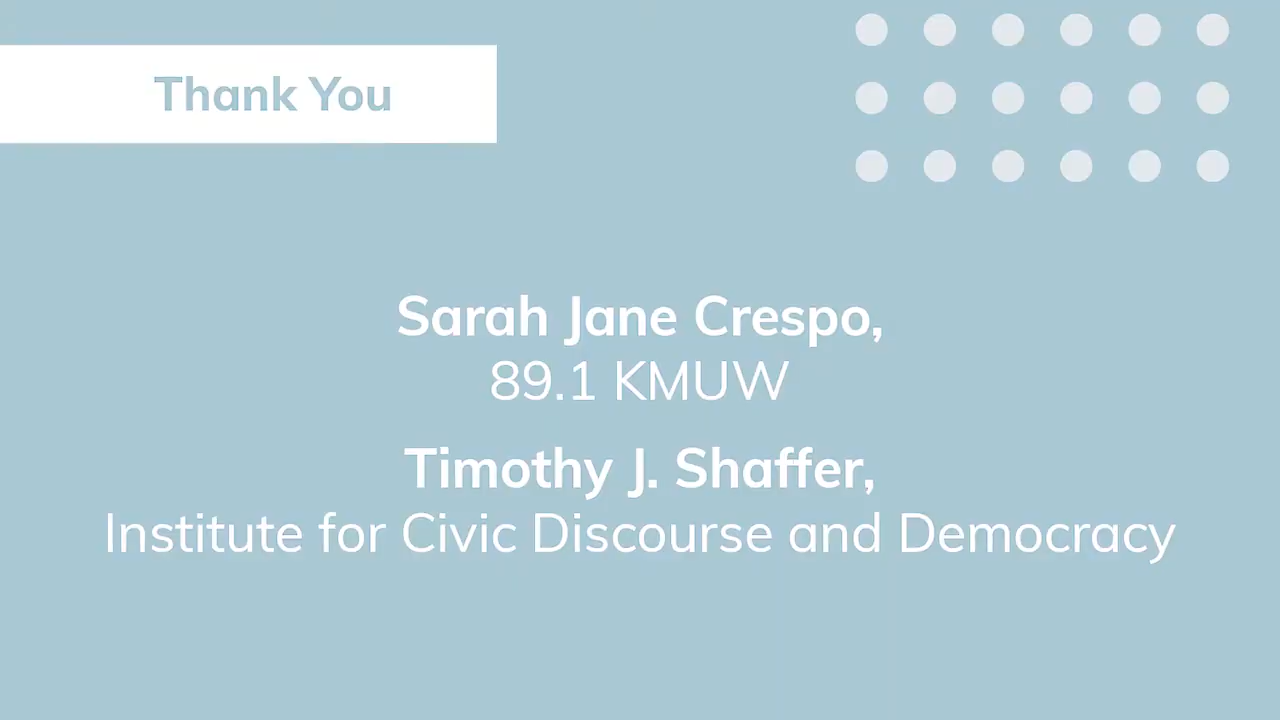 Thank You
Sarah Jane Crespo,
89.1 KMUW
Timothy J. Shaffer,
Institute for Civic Discourse and Democracy